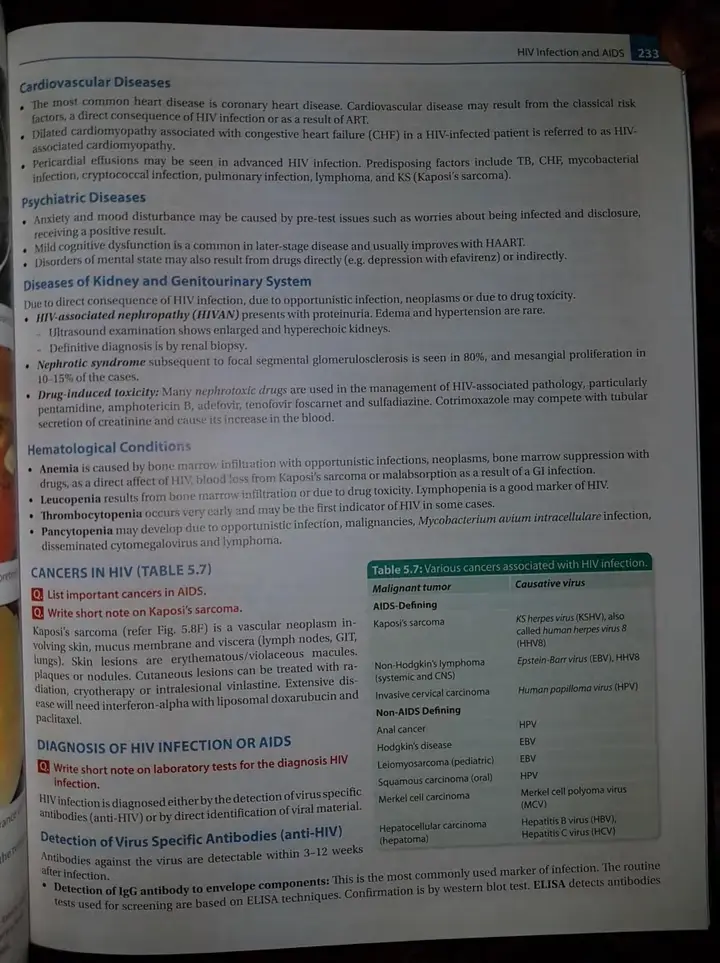 HIV Infection and AIDS 233
Cardiovascular Diseases
• The most common heart disease is coronary heart disease. Cardiovascular disease may result from the classical risk
factors, a direct consequence of HIV infection or as a result of ART.
• Dilated cardiomyopathy associated with congestive heart failure (CHF) in a HIV-infected patient is referred to as HIV-
associated cardiomyopathy.
• Pericardial effusions may be seen in advanced HIV infection. Predisposing factors include TB, CHF, mycobacterial
infection, cryptococcal infection, pulmonary infection, lymphoma, and KS (Kaposi's sarcoma).
Psychiatric Diseases
• Anxiety and mood disturbance may be caused by pre-test issues such as worries about being infected and disclosure,
receiving a positive result.
• Mild cognitive dysfunction is a common in later-stage disease and usually improves with HAART.
• Disorders of mental state may also result from drugs directly (e.g. depression with efavirenz) or indirectly.
Diseases of Kidney and Genitourinary System
Due to direct consequence of HIV infection, due to opportunistic infection, neoplasms or due to drug toxicity.
• HIV-associated nephropathy (HIVAN) presents with proteinuria. Edema and hypertension are rare.
- Ultrasound examination shows enlarged and hyperechoic kidneys.
- Definitive diagnosis is by renal biopsy.
• Nephrotic syndrome subsequent to focal segmental glomerulosclerosis is seen in 80%, and mesangial proliferation in
10-15% of the cases.
• Drug-induced toxicity: Many nephrotoxic drugs are used in the management of HIV-associated pathology, particularly
pentamidine, amphotericin B, adefovir, tenofovir foscarnet and sulfadiazine. Cotrimoxazole may compete with tubular
secretion of creatinine and cause its increase in the blood.
Hematological Conditions
• Anemia is caused by bone marrow infiltration with opportunistic infections, neoplasms, bone marrow suppression with
drugs, as a direct affect of HIV, blood loss from Kaposi's sarcoma or malabsorption as a result of a GI infection.
• Leucopenia results from bone marrow infiltration or due to drug toxicity. Lymphopenia is a good marker of HIV.
• Thrombocytopenia occurs very early and may be the first indicator of HIV in some cases.
• Pancytopenia may develop due to opportunistic infection, malignancies, Mycobacterium avium intracellulare infection,
disseminated cytomegalovirus and lymphoma.
CANCERS IN HIV (TABLE 5.7)
Q. List important cancers in AIDS.
Q. Write short note on Kaposi's sarcoma.
Kaposi's sarcoma (refer Fig. 5.8F) is a vascular neoplasm in-
volving skin, mucus membrane and viscera (lymph nodes, GIT,
lungs). Skin lesions are erythematous/violaceous macules.
plaques or nodules. Cutaneous lesions can be treated with ra-
diation, cryotherapy or intralesional vinlastine. Extensive dis-
ease will need interferon-alpha with liposomal doxarubucin and
paclitaxel.
DIAGNOSIS OF HIV INFECTION OR AIDS
Q. Write short note on laboratory tests for the diagnosis HIV
infection.
HIV infection is diagnosed either by the detection of virus specific
antibodies (anti-HIV) or by direct identification of viral material.
Detection of Virus Specific Antibodies (anti-HIV)
Antibodies against the virus are detectable within 3-12 weeks
after infection.
• Detection of IgG antibody to envelope components: This is the most commonly used marker of infection. The routine
tests used for screening are based on ELISA techniques. Confirmation is by western blot test. ELISA detects antibodies
Table 5.7: Various cancers associated with HIV infection.
Malignant tumor Causative virus
AIDS-Defining
Kaposi's sarcoma KS herpes virus (KSHV), also
called human herpes virus 8
(HHV8)
Non-Hodgkin's lymphoma Epstein-Barr virus (EBV), HHV8
(systemic and CNS)
Invasive cervical carcinoma Human papilloma virus (HPV)
Non-AIDS Defining
Anal cancer HPV
Hodgkin's disease EBV
Leiomyosarcoma (pediatric) EBV
Squamous carcinoma (oral) HPV
Merkel cell carcinoma Merkel cell polyoma virus
(MCV)
Hepatocellular carcinoma Hepatitis B virus (HBV),
(hepatoma) Hepatitis C virus (HCV)